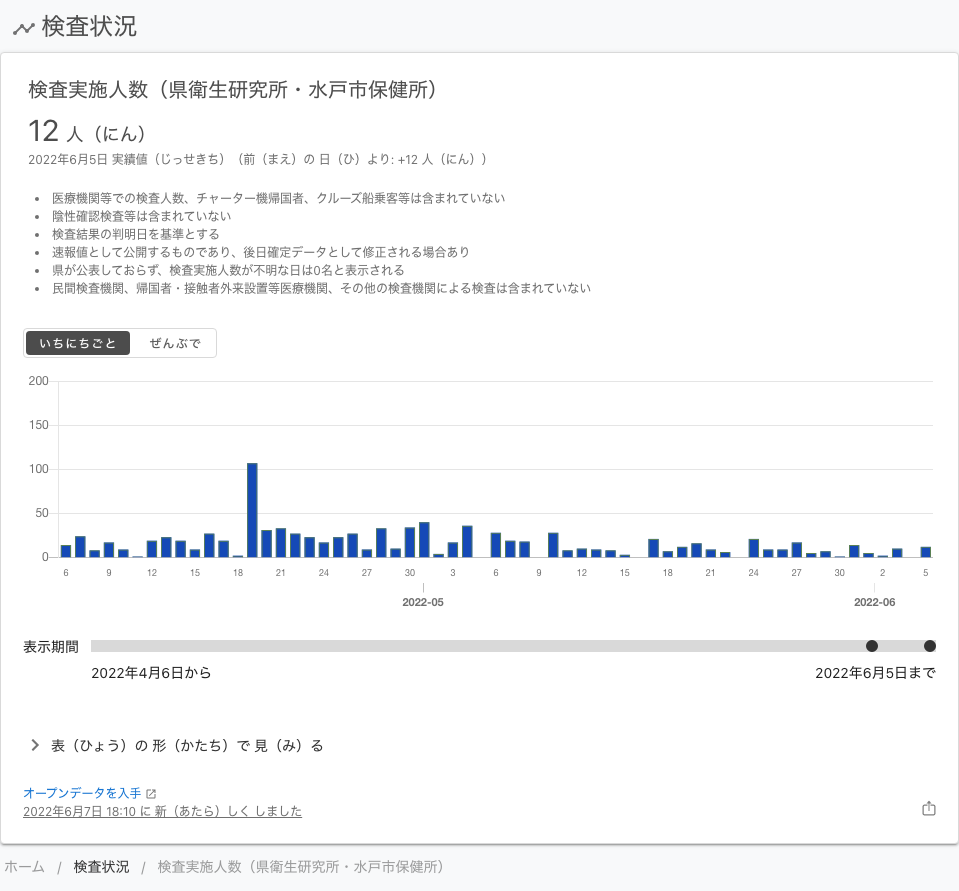 検査状況
検査実施人数（県衛生研究所・水戸市保健所）
12 人（にん）
2022年6月5日 実績値（じっせきち）（前（まえ）の 日（ひ）より: +12 人（にん））
医療機関等での検査人数、チャーター機帰国者、クルーズ船乗客等は含まれていない
陰性確認検査等は含まれていない
検査結果の判明日を基準とする
速報値として公開するものであり、後日確定データとして修正される場合あり
県が公表しておらず、検査実施人数が不明な日は0名と表示される
民間検査機関、帰国者・接触者外来設置等医療機関、その他の検査機関による検査は含まれていない
いちにちごと ぜんぶで
200
150
100
50
0
6 9 12 15 18 21 24 27 30 3 6 9 12 15 18 21 24 27 30 2 5
2022-05 2022-06
表示期間
2022年4月6日から 2022年6月5日まで
表（ひょう）の 形（かたち）で 見（み）る
オープンデータを入手
2022年6月7日 18:10 に 新（あたら）しく しました
ホーム / 検査状況 / 検査実施人数（県衛生研究所・水戸市保健所）